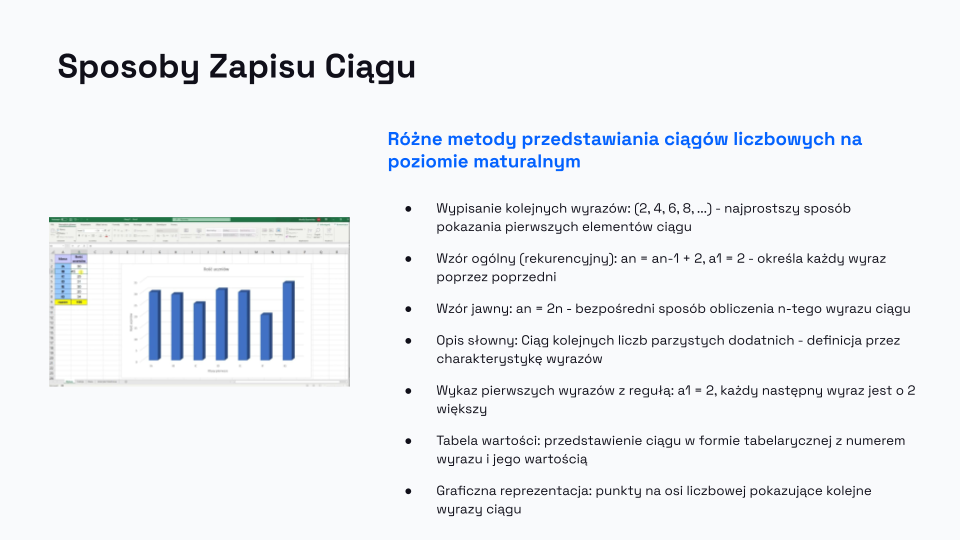 Sposoby Zapisu Ciągu
Różne metody przedstawiania ciągów liczbowych na
poziomie maturalnym
● Wypisanie kolejnych wyrazów: (2, 4, 6, 8, ...) - najprostszy sposób
pokazania pierwszych elementów ciągu
● Wzór ogólny (rekurencyjny): an = an-1 + 2, a1 = 2 - określa każdy wyraz
poprzez poprzedni
● Wzór jawny: an = 2n - bezpośredni sposób obliczenia n-tego wyrazu ciągu
● Opis słowny: Ciąg kolejnych liczb parzystych dodatnich - definicja przez
charakterystykę wyrazów
● Wykaz pierwszych wyrazów z regułą: a1 = 2, każdy następny wyraz jest o 2
większy
● Tabela wartości: przedstawienie ciągu w formie tabelarycznej z numerem
wyrazu i jego wartością
● Graficzna reprezentacja: punkty na osi liczbowej pokazujące kolejne
wyrazy ciągu